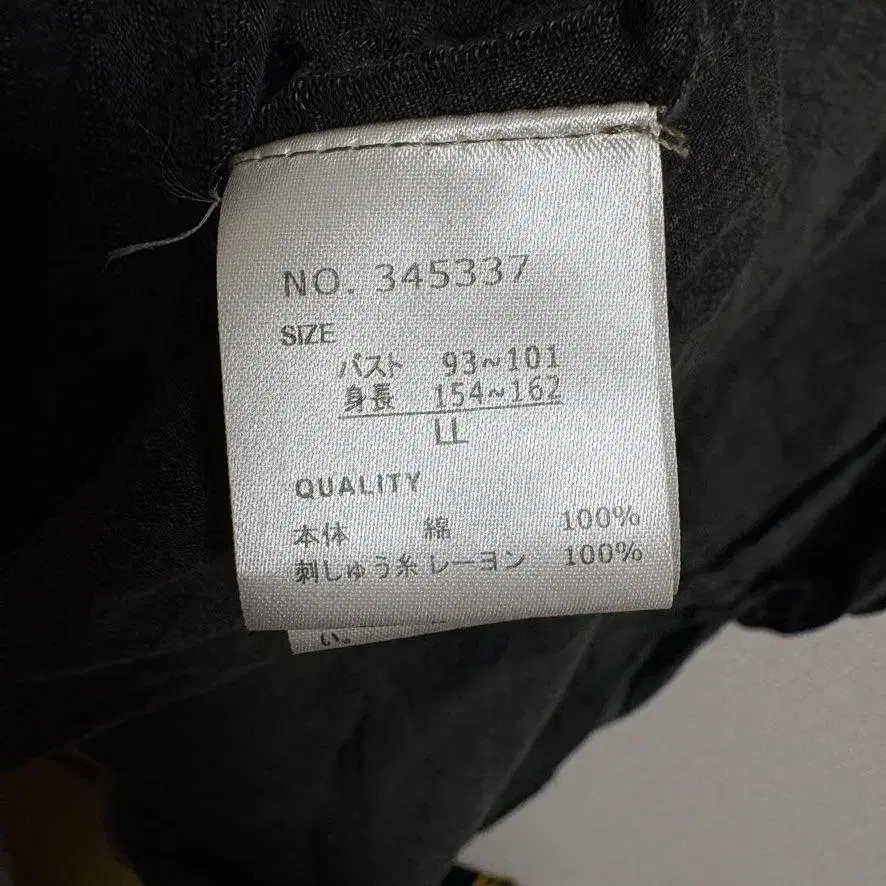 NO. 345337
SIZE
バスト 93~101
身長 154~162
LL
QUALITY
本体 綿 100%
刺しゅう糸 レーヨン 100%
い。